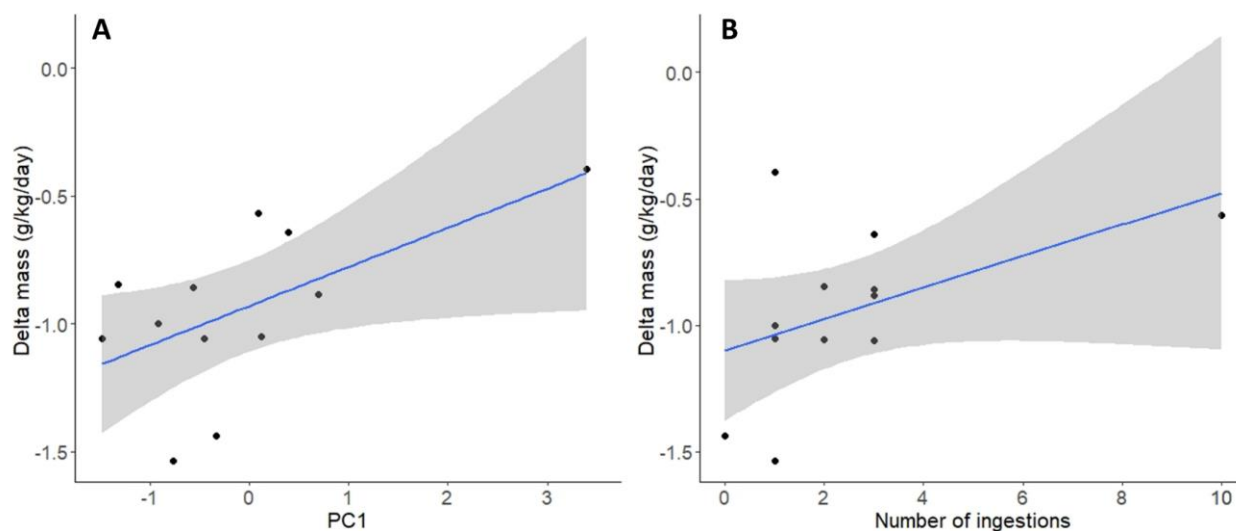 A
Delta mass (g/kg/day)
0.0
-0.5
-1.0
-1.5
-1 0 1 2 3
PC1
B
Delta mass (g/kg/day)
0.0
-0.5
-1.0
-1.5
0 2 4 6 8 10
Number of ingestions